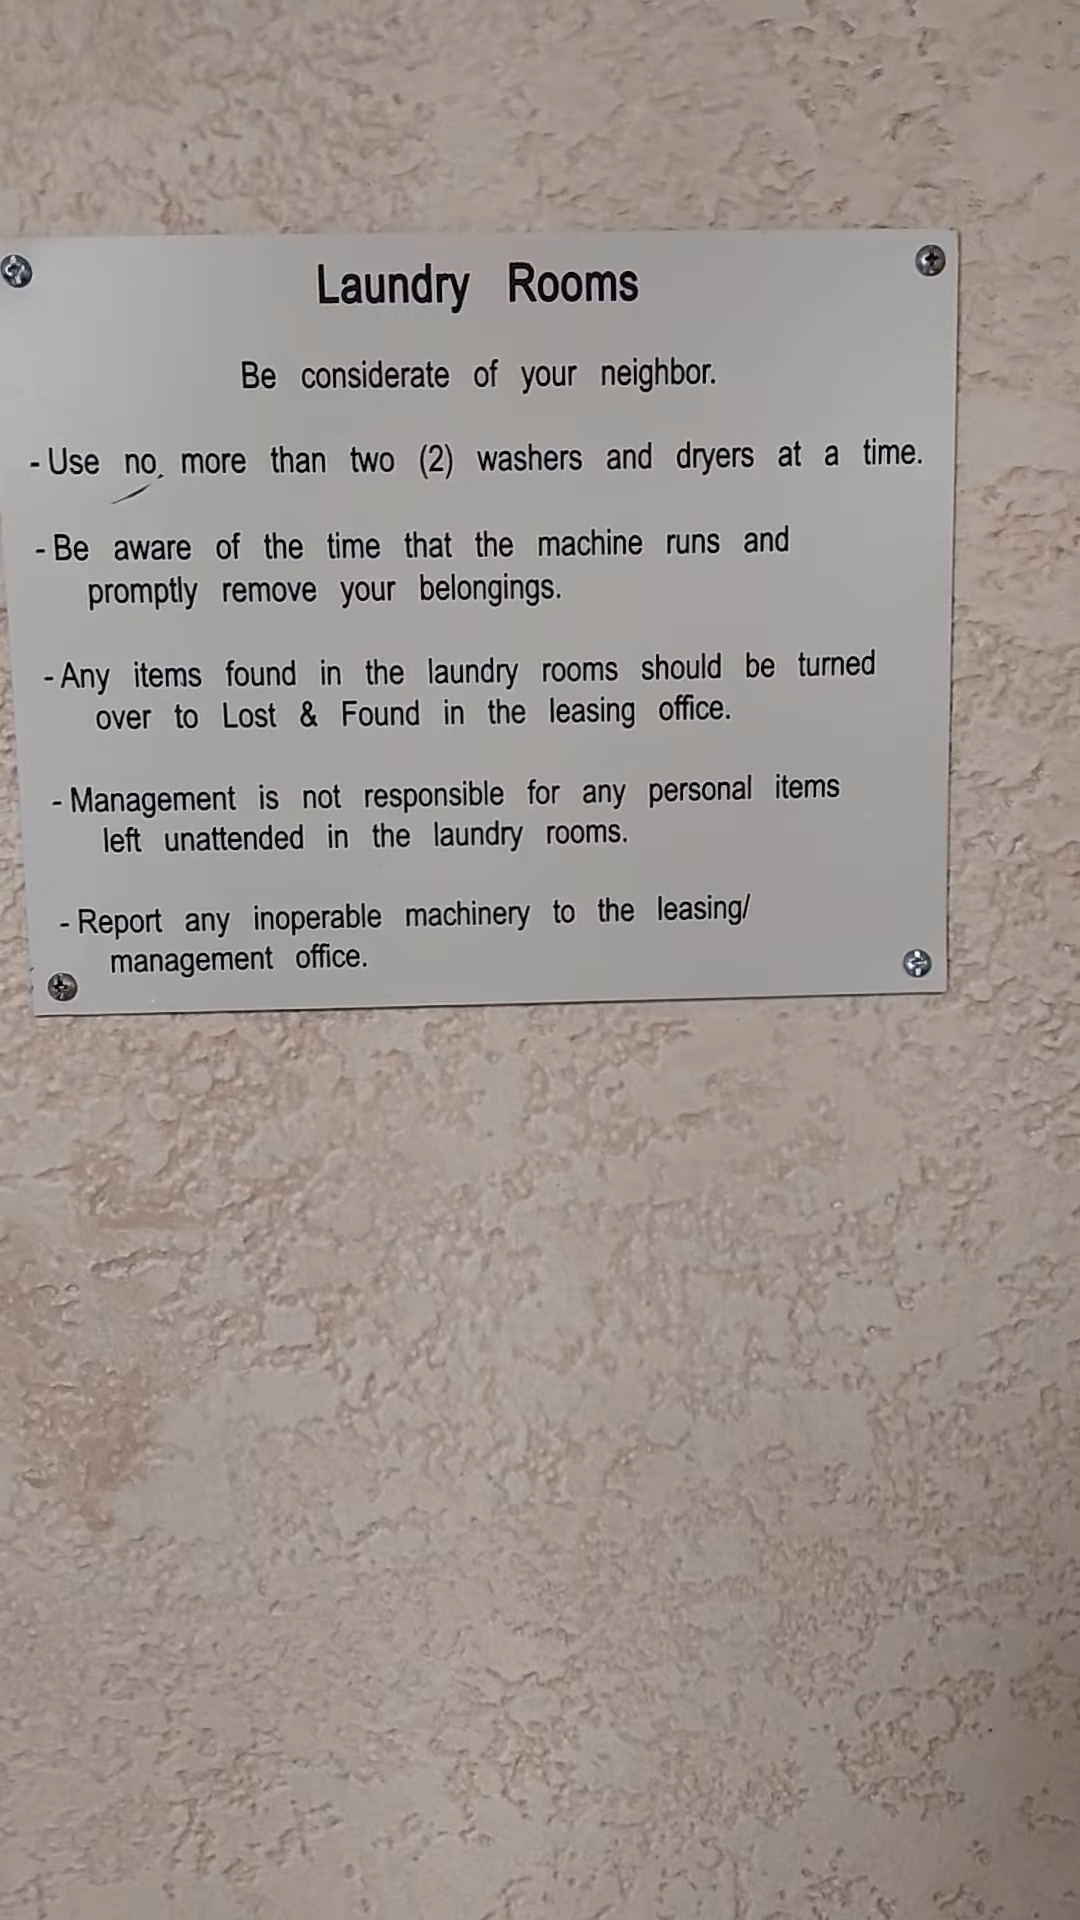 Laundry Rooms
Be considerate of your neighbor.
- Use no more than two (2) washers and dryers at a time.
- Be aware of the time that the machine runs and
promptly remove your belongings.
- Any items found in the laundry rooms should be turned
over to Lost & Found in the leasing office.
- Management is not responsible for any personal items
left unattended in the laundry rooms.
- Report any inoperable machinery to the leasing/
management office.